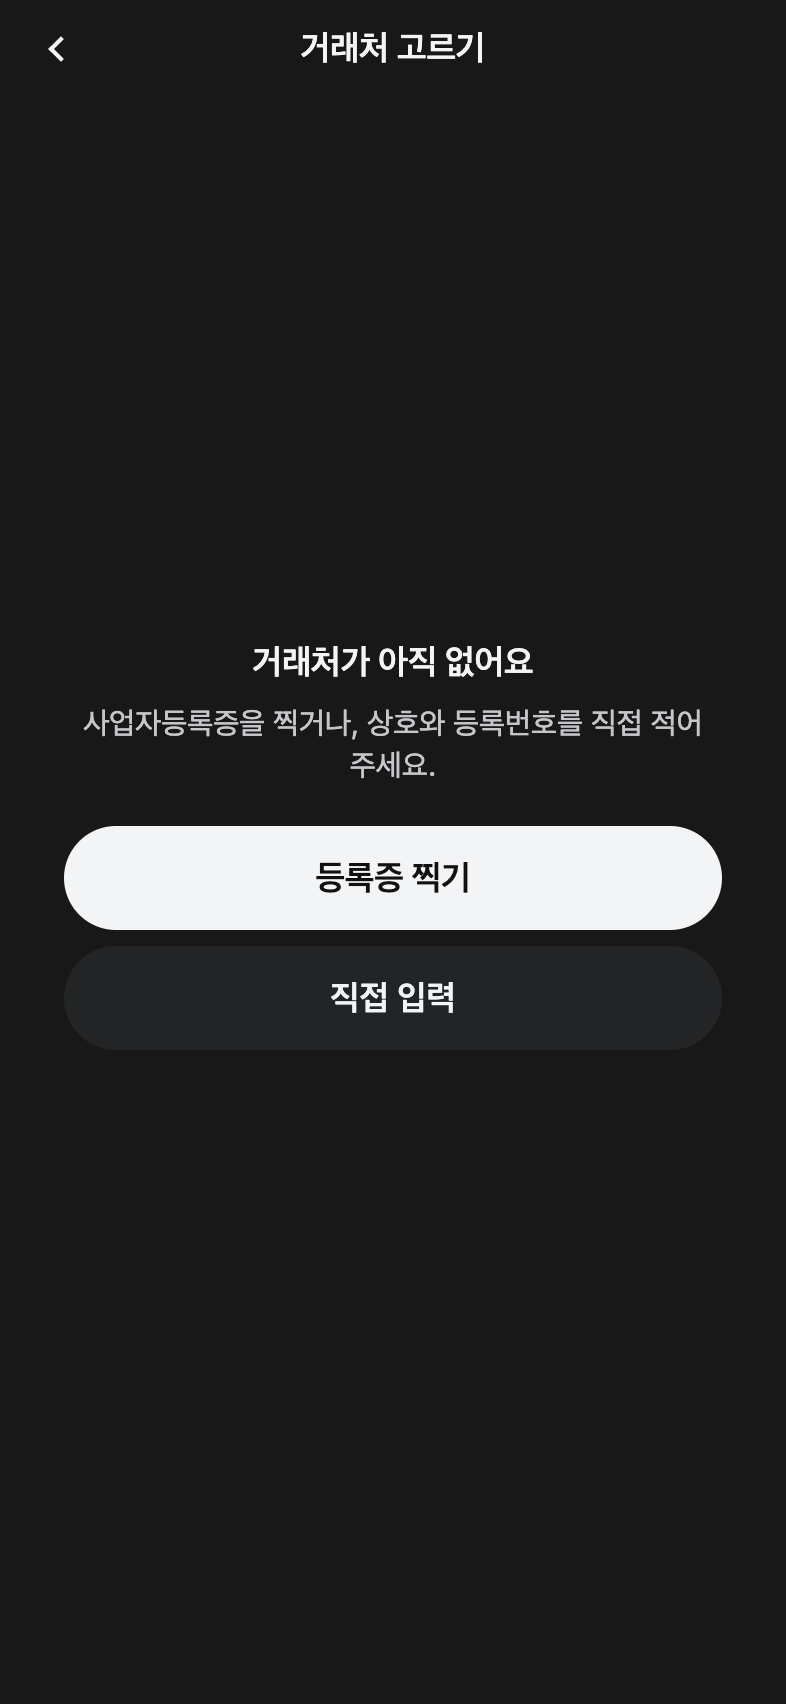 거래처 고르기
거래처가 아직 없어요
사업자등록증을 찍거나, 상호와 등록번호를 직접 적어
주세요.
등록증 찍기
직접 입력